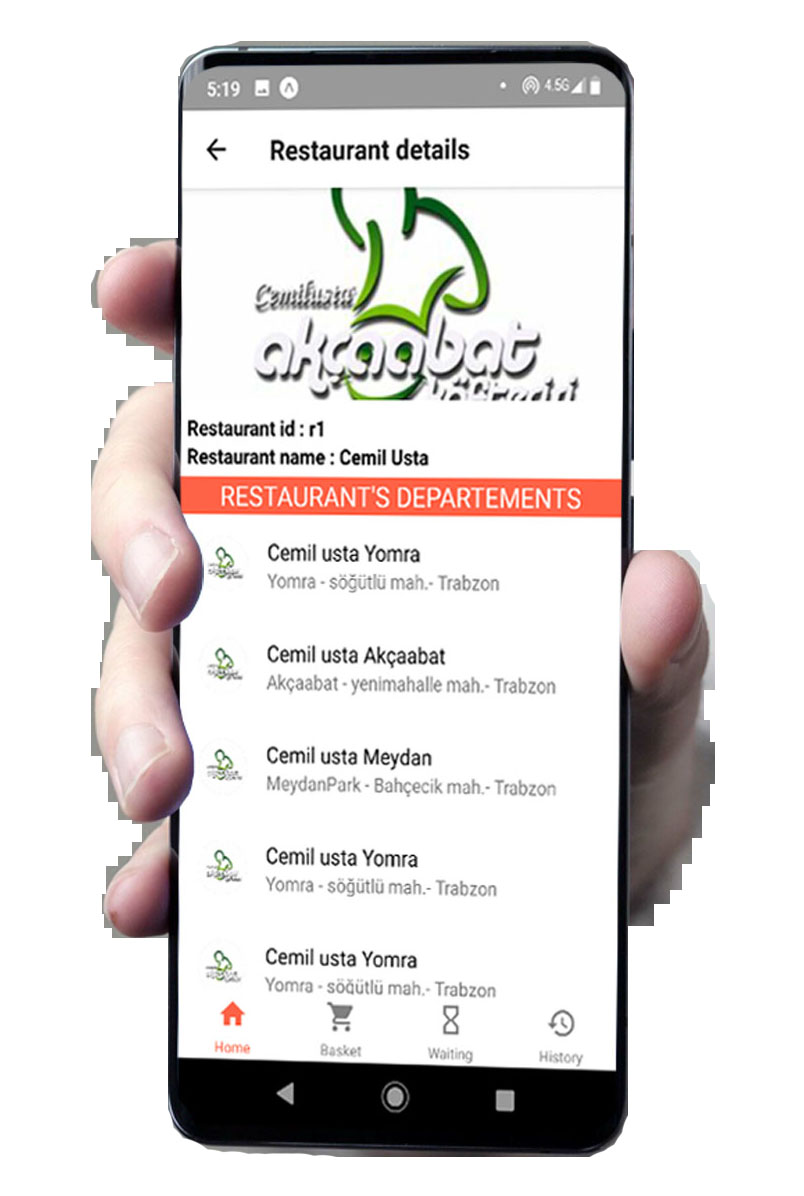 5:19
4.5G
Restaurant details
Cemilusta
akçaabat
köfteciri
Restaurant id : r1
Restaurant name : Cemil Usta
RESTAURANT'S DEPARTEMENTS
Cemil usta Yomra
Yomra - söğütlü mah.- Trabzon
Cemil usta Akçaabat
Akçaabat - yenimahalle mah.- Trabzon
Cemil usta Meydan
MeydanPark - Bahçecik mah.- Trabzon
Cemil usta Yomra
Yomra - söğütlü mah.- Trabzon
Cemil usta Yomra
Yomra - söğütlü mah.- Trabzon
Home
Basket
Waiting
History